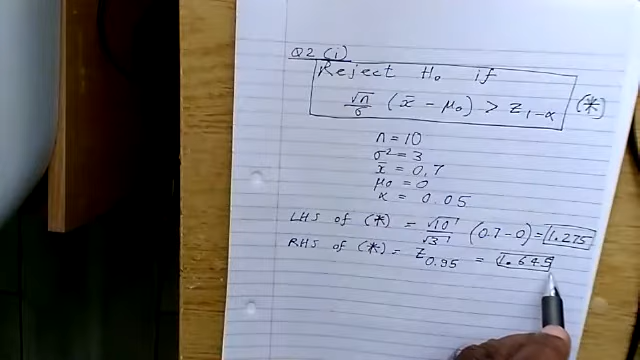 Q2 (i)
Reject H₀ if
√n/σ (x̄ − μ₀) > z₁₋α (*)
n = 10
σ² = 3
x̄ = 0.7
μ₀ = 0
α = 0.05
LHS of (*) = √10/√3 (0.7 − 0) = 1.275
RHS of (*) = z₀.₉₅ = 1.645